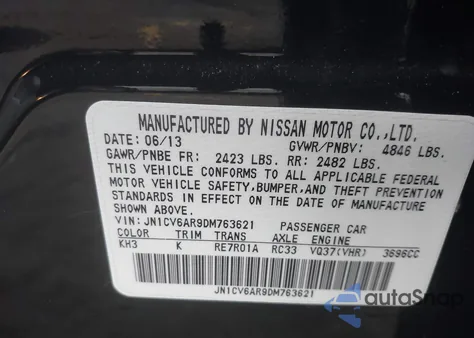 MANUFACTURED BY NISSAN MOTOR CO.,LTD.
DATE: 06/13 GVWR/PNBV: 4846 LBS.
GAWR/PNBE FR: 2423 LBS. RR: 2482 LBS.
THIS VEHICLE CONFORMS TO ALL APPLICABLE FEDERAL
MOTOR VEHICLE SAFETY, BUMPER, AND THEFT PREVENTION
STANDARDS IN EFFECT ON THE DATE OF MANUFACTURE
SHOWN ABOVE.
VIN: JN1CV6AR9DM763621 PASSENGER CAR
COLOR TRIM TRANS AXLE ENGINE
KH3 K RE7R01A RC33 VQ37(VHR) 3696CC
JN1CV6AR9DM763621
autoSnap